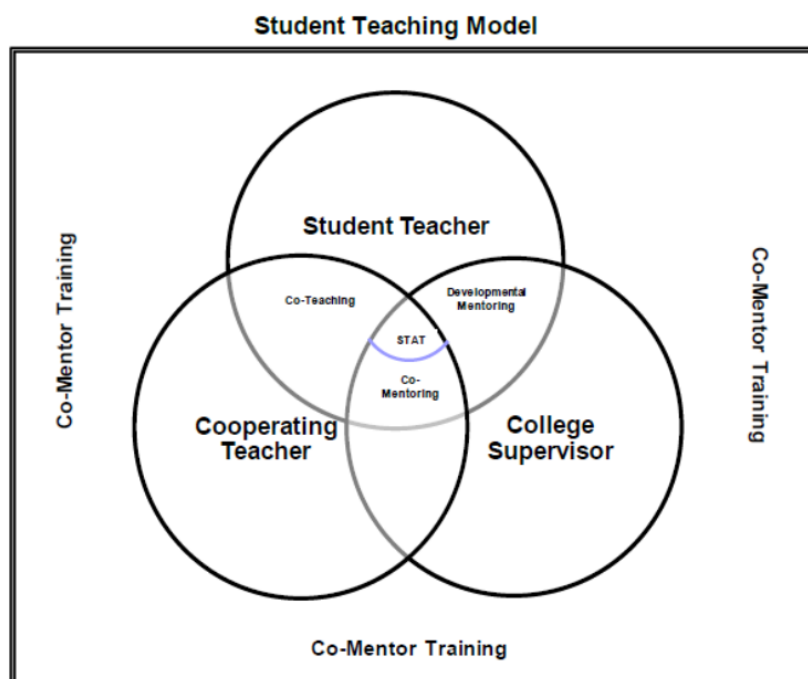 Student Teaching Model
Student Teacher
Co-Mentor Training
Co-Mentor Training
Co-Teaching
Developmental
Mentoring
STAT
Co-
Mentoring
Cooperating
Teacher
College
Supervisor
Co-Mentor Training